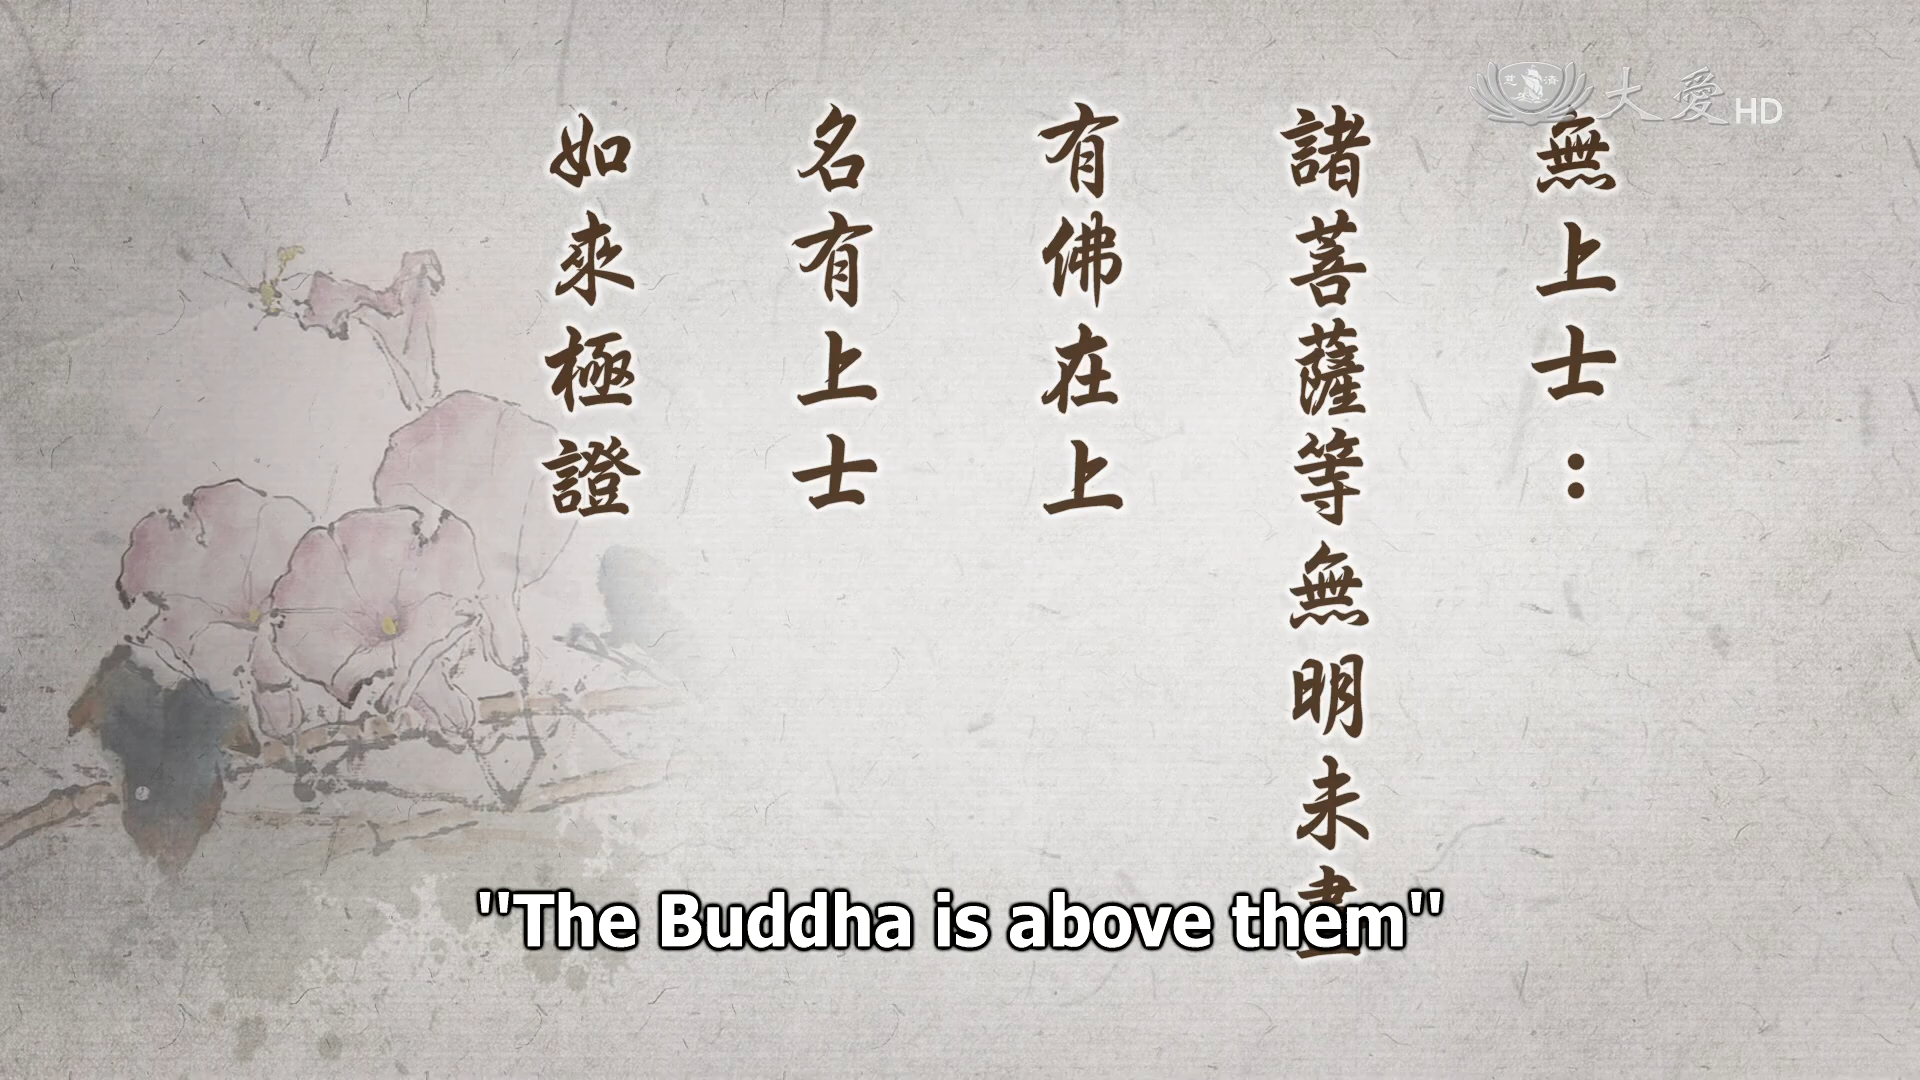 大愛HD
無上士：
諸菩薩等無明未盡
有佛在上
名有上士
如來極證
"The Buddha is above them"